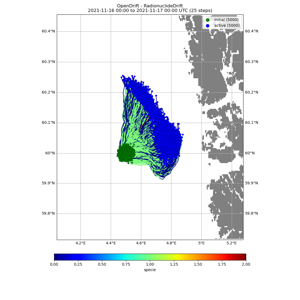 OpenDrift - RadionuclideDrift
2021-11-16 00:00 to 2021-11-17 00:00 UTC (25 steps)
initial (5000)
active (5000)
60.4°N
60.4°N
60.3°N
60.3°N
60.2°N
60.2°N
60.1°N
60.1°N
60°N
60°N
59.9°N
59.9°N
59.8°N
59.8°N
4.2°E 4.4°E 4.6°E 4.8°E 5°E 5.2°E
0.00 0.25 0.50 0.75 1.00 1.25 1.50 1.75 2.00
specie